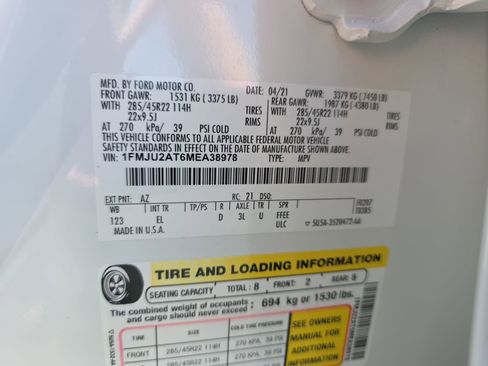 MFD. BY FORD MOTOR CO. 04/21 GVWR: 3379 KG ( 7450 LB)
FRONT GAWR: 1531 KG ( 3375 LB) REAR GAWR: 1987 KG ( 4380 LB)
WITH 285/45R22 114H TIRES WITH 285/45R22 114H TIRES
22x9.5J RIMS 22x9.5J RIMS
AT 270 kPa/ 39 PSI COLD AT 270 kPa/ 39 PSI COLD
THIS VEHICLE CONFORMS TO ALL APPLICABLE FEDERAL MOTOR VEHICLE
SAFETY STANDARDS IN EFFECT ON THE DATE OF MANUFACTURE SHOWN ABOVE.
VIN: 1FMJU2AT6MEA38978 TYPE: MPV
EXT PNT: AZ RC: 21 DSO:
WB INT TR TP/PS R AXLE TR SPR
123 EL D 3L U FFEE
MADE IN U.S.A. ULC
TIRE AND LOADING INFORMATION
SEATING CAPACITY TOTAL: 8 FRONT: 2 REAR: 6
The combined weight of occupants and cargo should never exceed : 694 kg or 1530 lbs.
TIRE SIZE COLD TIRE PRESSURE
FRONT 285/45R22 114H 270 KPA, 39 PSI
285/45R22 114H
SEE OWNERS
MANUAL FOR
ADDITIONAL
INFORMATION